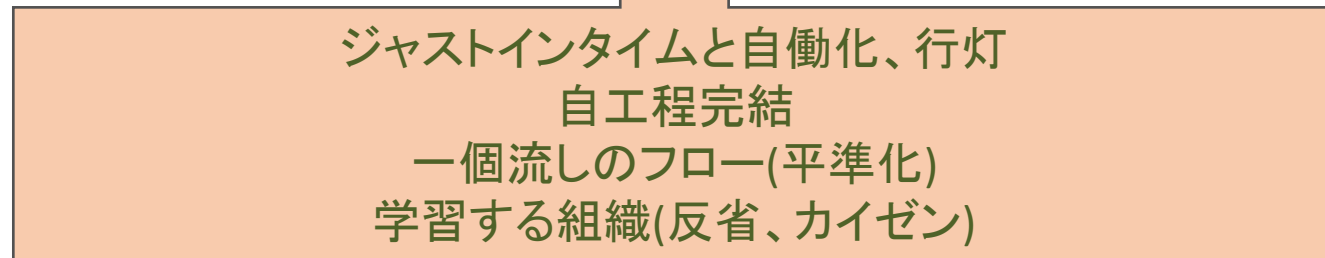 ジャストインタイムと自働化、行灯
自工程完結
一個流しのフロー(平準化)
学習する組織(反省、カイゼン)